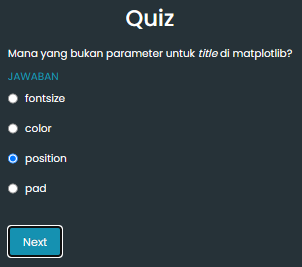 Quiz
Mana yang bukan parameter untuk title di matplotlib?
JAWABAN
fontsize
color
position
pad
Next